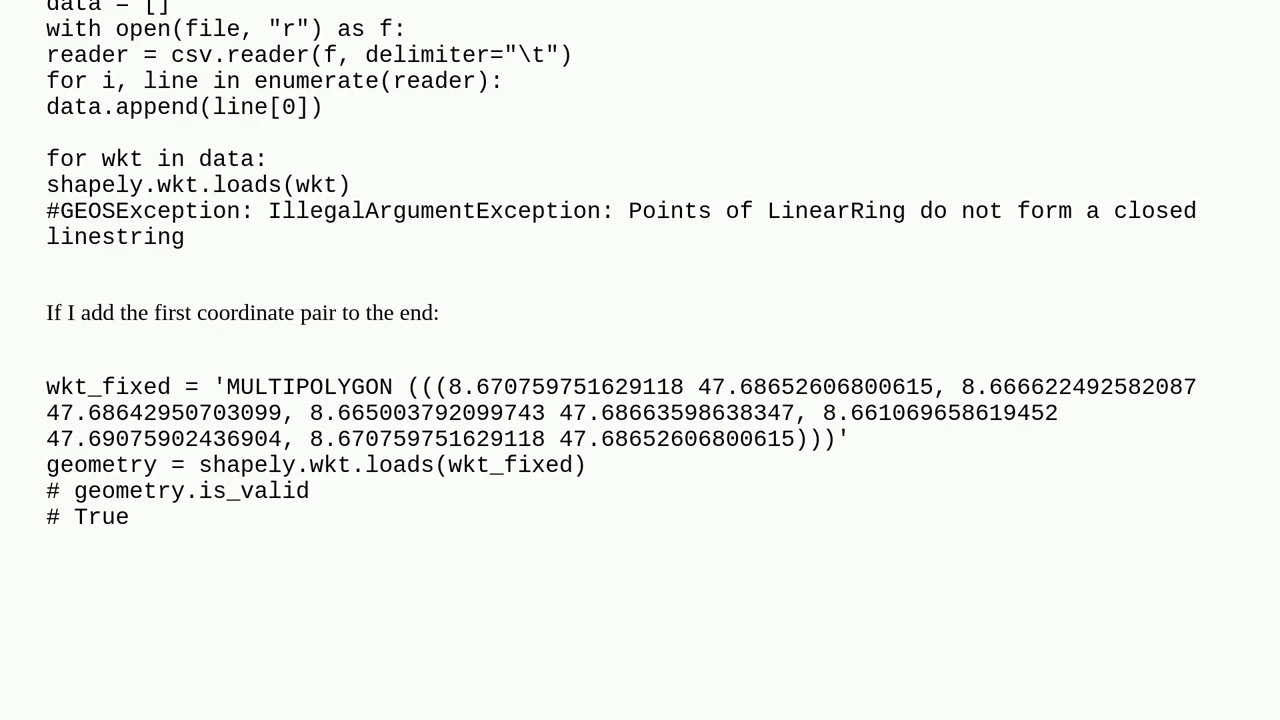 data = []
with open(file, "r") as f:
reader = csv.reader(f, delimiter="\t")
for i, line in enumerate(reader):
data.append(line[0])
for wkt in data:
shapely.wkt.loads(wkt)
#GEOSException: IllegalArgumentException: Points of LinearRing do not form a closed
linestring
If I add the first coordinate pair to the end:
wkt_fixed = 'MULTIPOLYGON (((8.670759751629118 47.68652606800615, 8.666622492582087
47.68642950703099, 8.665003792099743 47.68663598638347, 8.661069658619452
47.69075902436904, 8.670759751629118 47.68652606800615)))'
geometry = shapely.wkt.loads(wkt_fixed)
# geometry.is_valid
# True